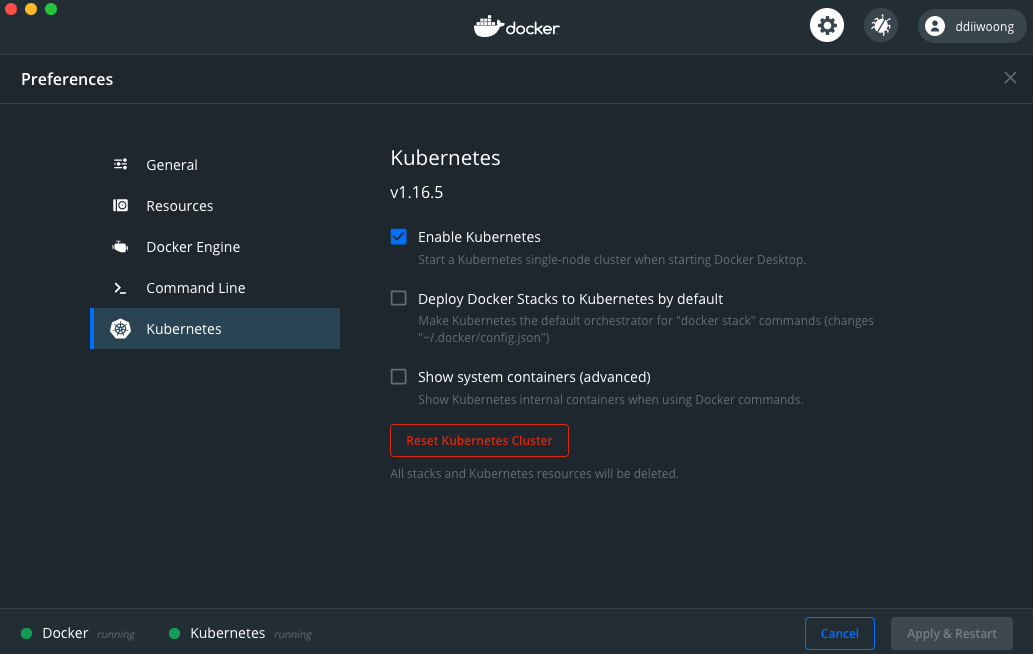 docker
ddiiwoong
Preferences
General
Resources
Docker Engine
Command Line
Kubernetes
Kubernetes
v1.16.5
Enable Kubernetes
Start a Kubernetes single-node cluster when starting Docker Desktop.
Deploy Docker Stacks to Kubernetes by default
Make Kubernetes the default orchestrator for "docker stack" commands (changes
"~/.docker/config.json")
Show system containers (advanced)
Show Kubernetes internal containers when using Docker commands.
Reset Kubernetes Cluster
All stacks and Kubernetes resources will be deleted.
Docker running
Kubernetes running
Cancel
Apply & Restart